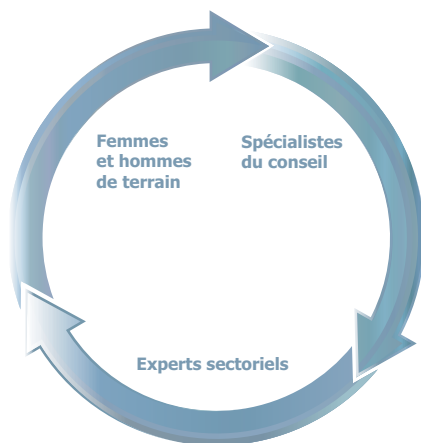 Femmes
et hommes
de terrain
Spécialistes
du conseil
Experts sectoriels